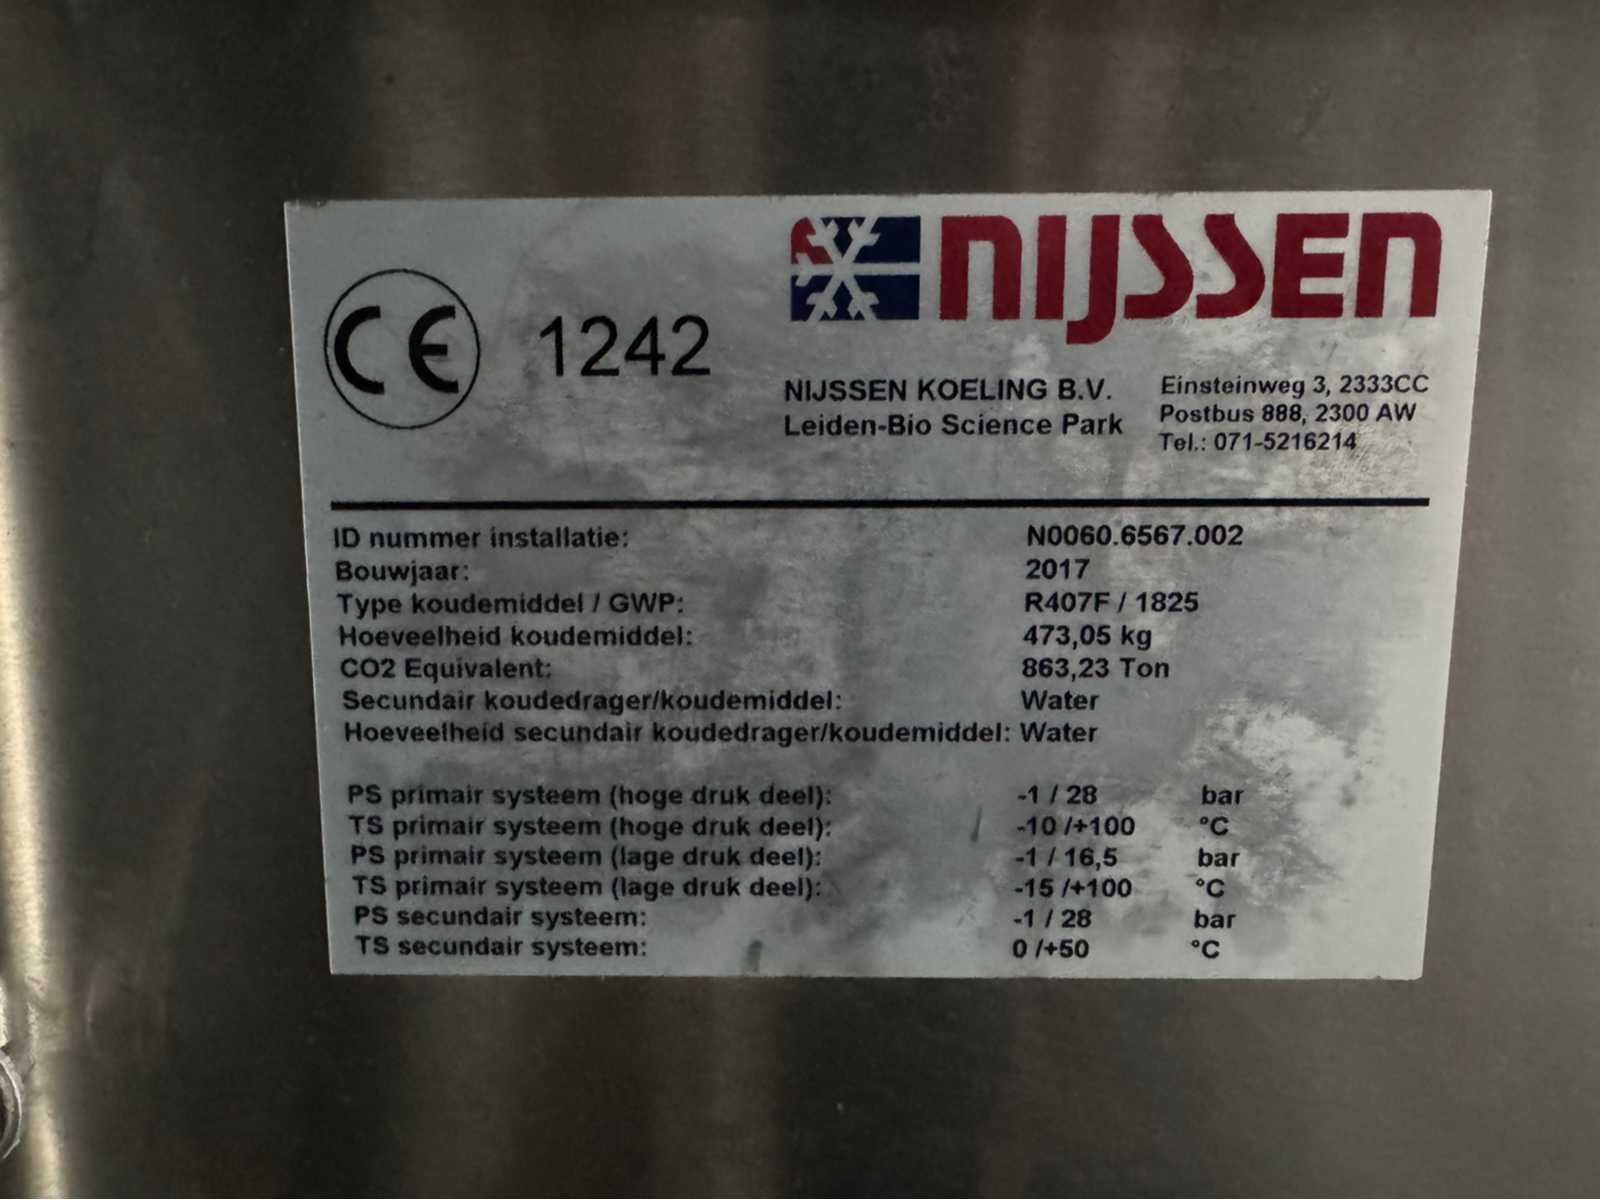 CE 1242
NIJSSEN
NIJSSEN KOELING B.V.
Leiden-Bio Science Park
Einsteinweg 3, 2333CC
Postbus 888, 2300 AW
Tel.: 071-5216214
ID nummer installatie: N0060.6567.002
Bouwjaar: 2017
Type koudemiddel / GWP: R407F / 1825
Hoeveelheid koudemiddel: 473,05 kg
CO2 Equivalent: 863,23 Ton
Secundair koudedrager/koudemiddel: Water
Hoeveelheid secundair koudedrager/koudemiddel: Water
PS primair systeem (hoge druk deel): -1 / 28 bar
TS primair systeem (hoge druk deel): -10 /+100 °C
PS primair systeem (lage druk deel): -1 / 16,5 bar
TS primair systeem (lage druk deel): -15 /+100 °C
PS secundair systeem: -1 / 28 bar
TS secundair systeem: 0 /+50 °C